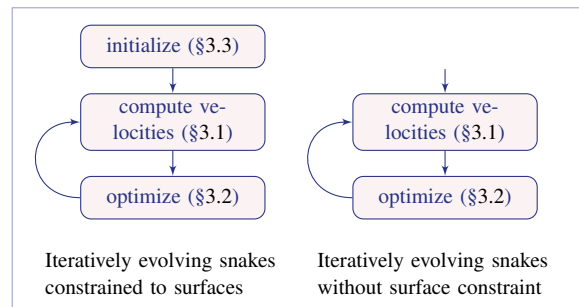 initialize (§3.3)
compute ve-
locities (§3.1)
optimize (§3.2)
Iteratively evolving snakes
constrained to surfaces
compute ve-
locities (§3.1)
optimize (§3.2)
Iteratively evolving snakes
without surface constraint